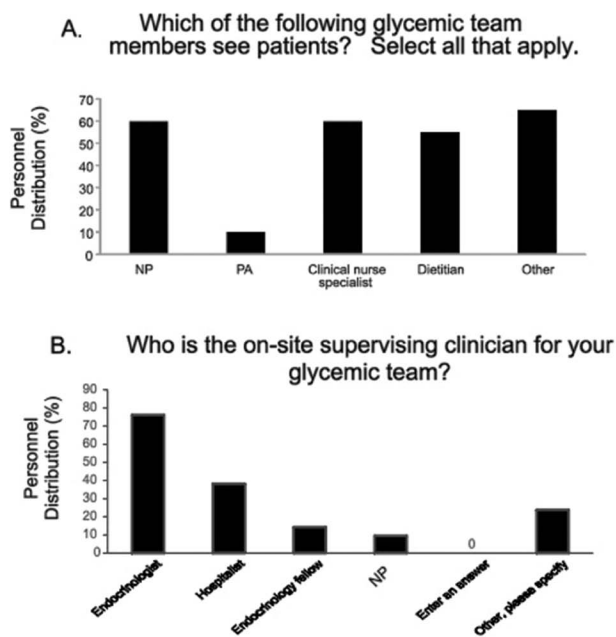 A. Which of the following glycemic team
members see patients? Select all that apply.
Personnel
Distribution (%)
70
60
50
40
30
20
10
0
NP
PA
Clinical nurse
specialist
Dietitian
Other
B. Who is the on-site supervising clinician for your
glycemic team?
Personnel
Distribution (%)
90
80
70
60
50
40
30
20
10
0
0
Endocrinologist
Hospitalist
Endocrinology fellow
NP
Enter an answer
Other, please specify